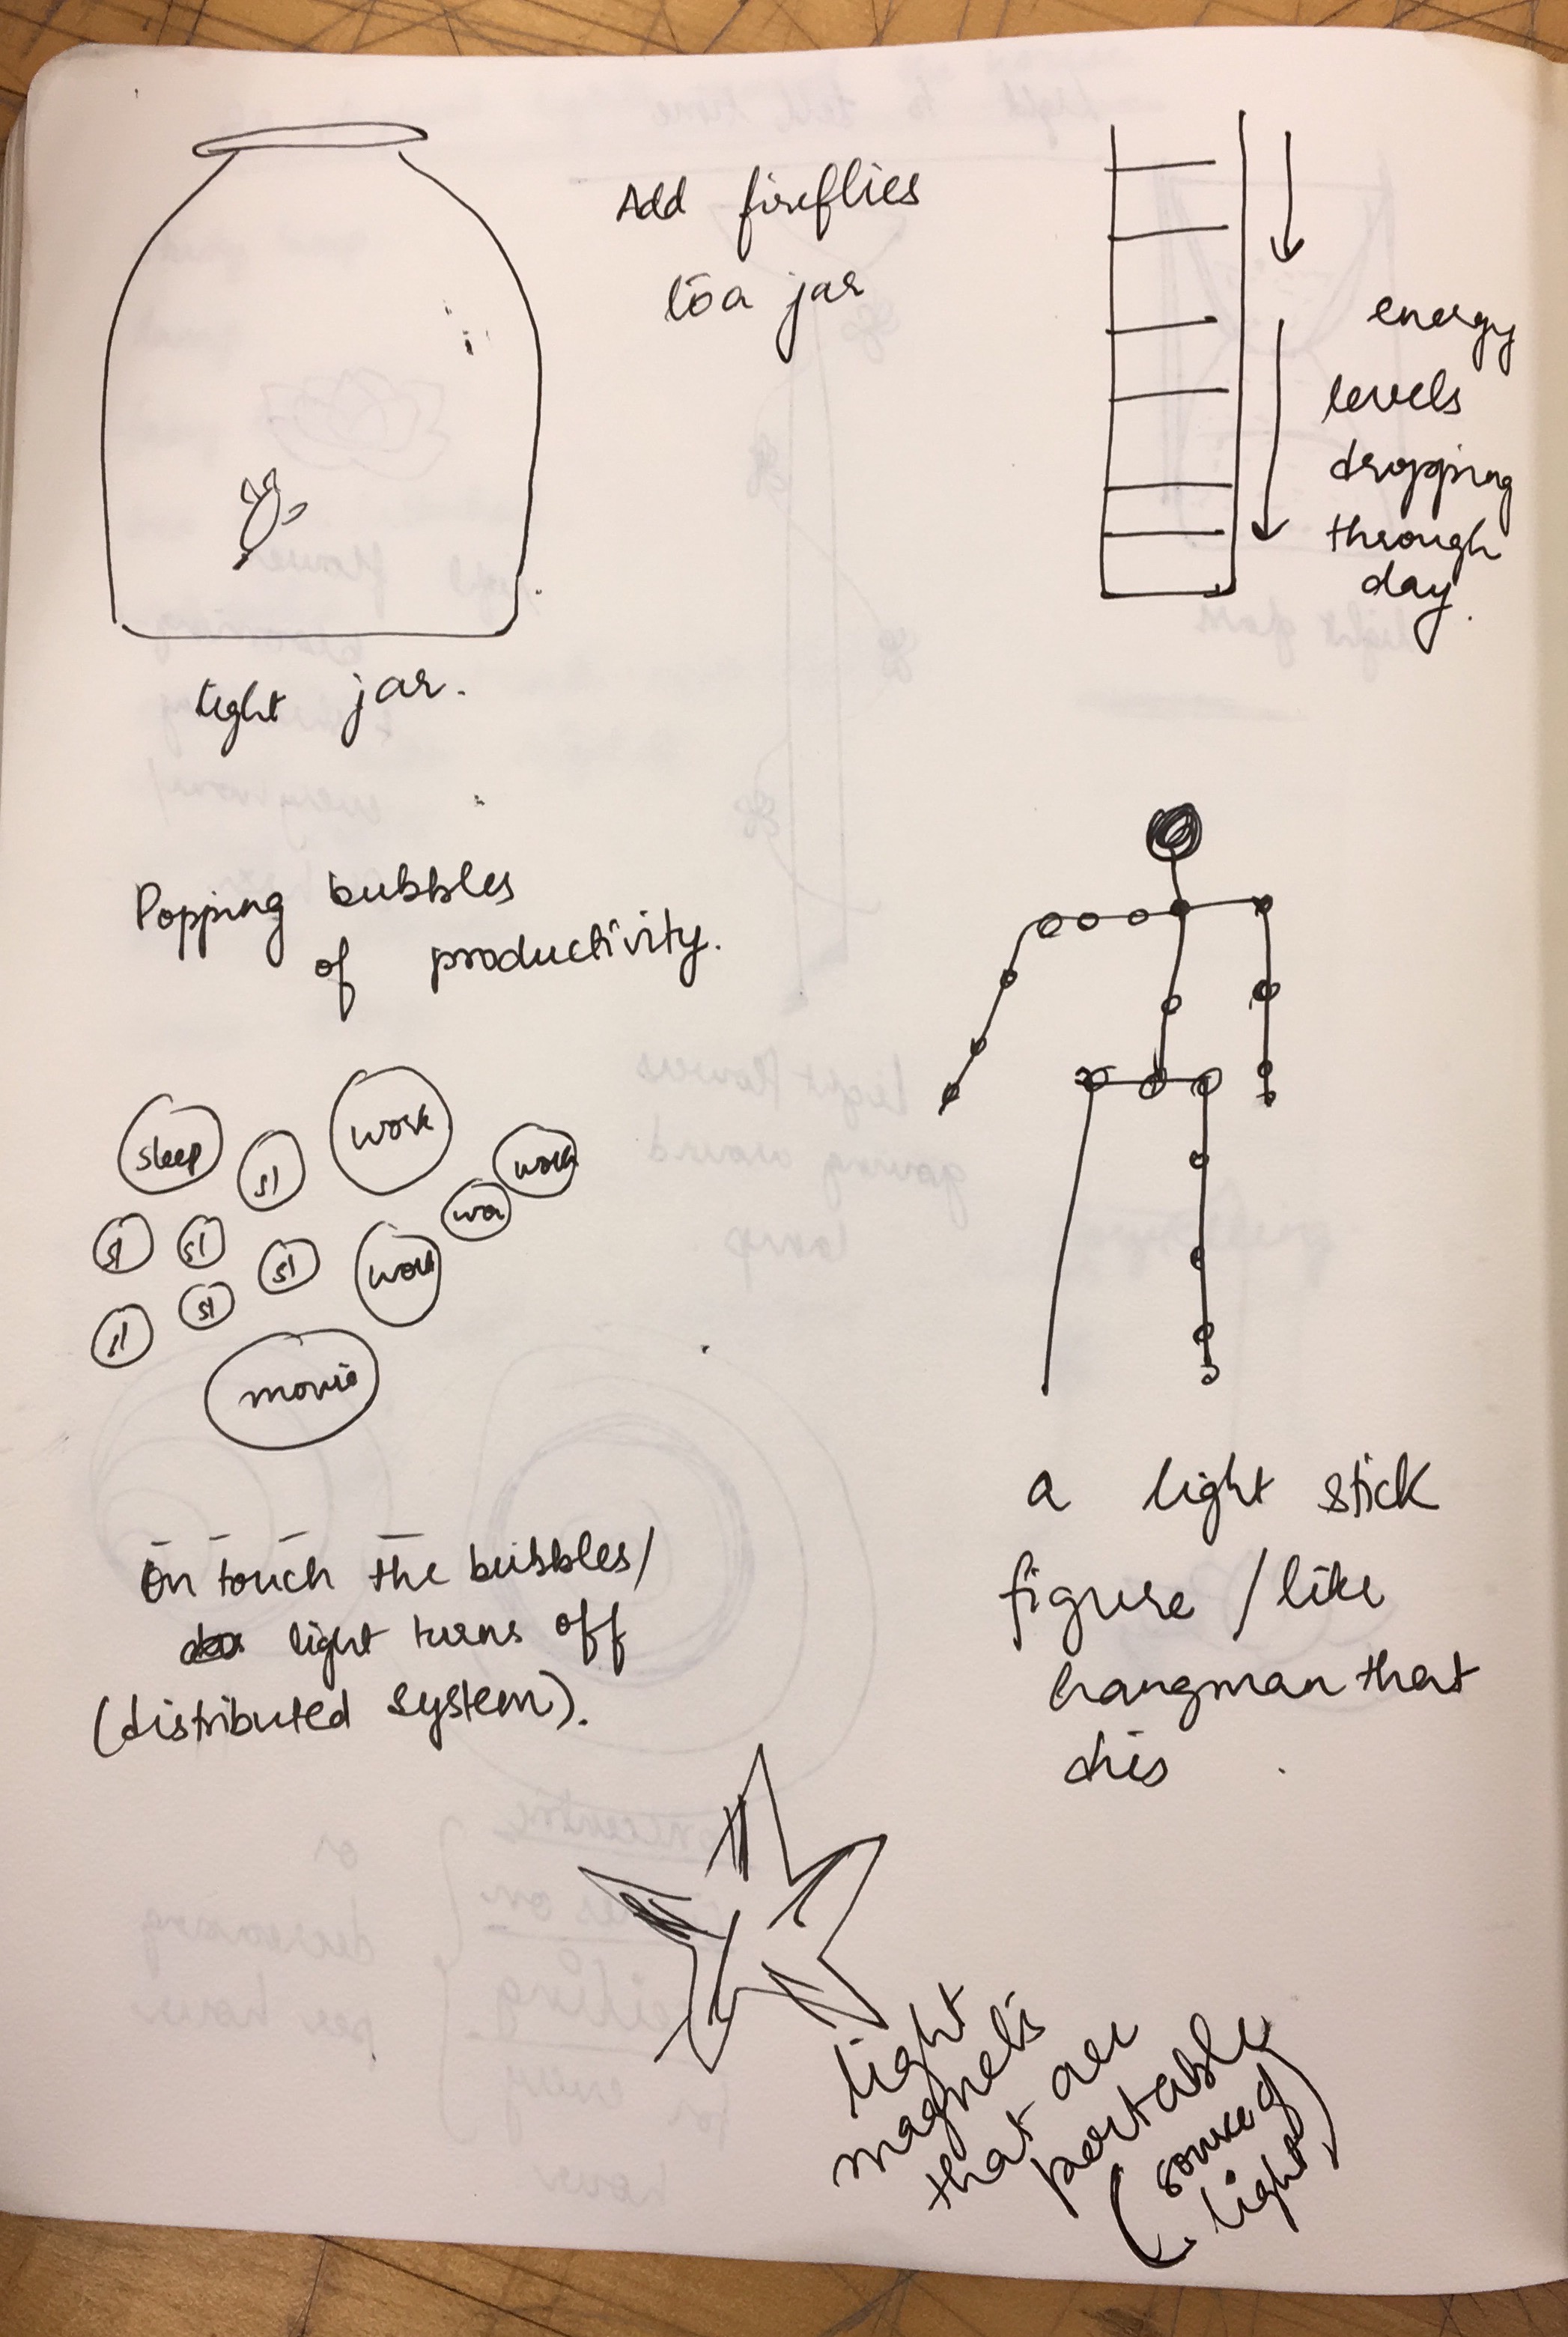 Add fireflies
to a jar
light jar.
energy
levels
dropping
through
day.
Popping bubbles
of productivity.
sleep
sl
work
work
wor
sl
sl
sl
work
sl
sl
movie
On touch the bubbles/
light turns off
(distributed system).
a light stick
figure / like
hangman that
dies
light
magnets
that are
portable
(source of
light)